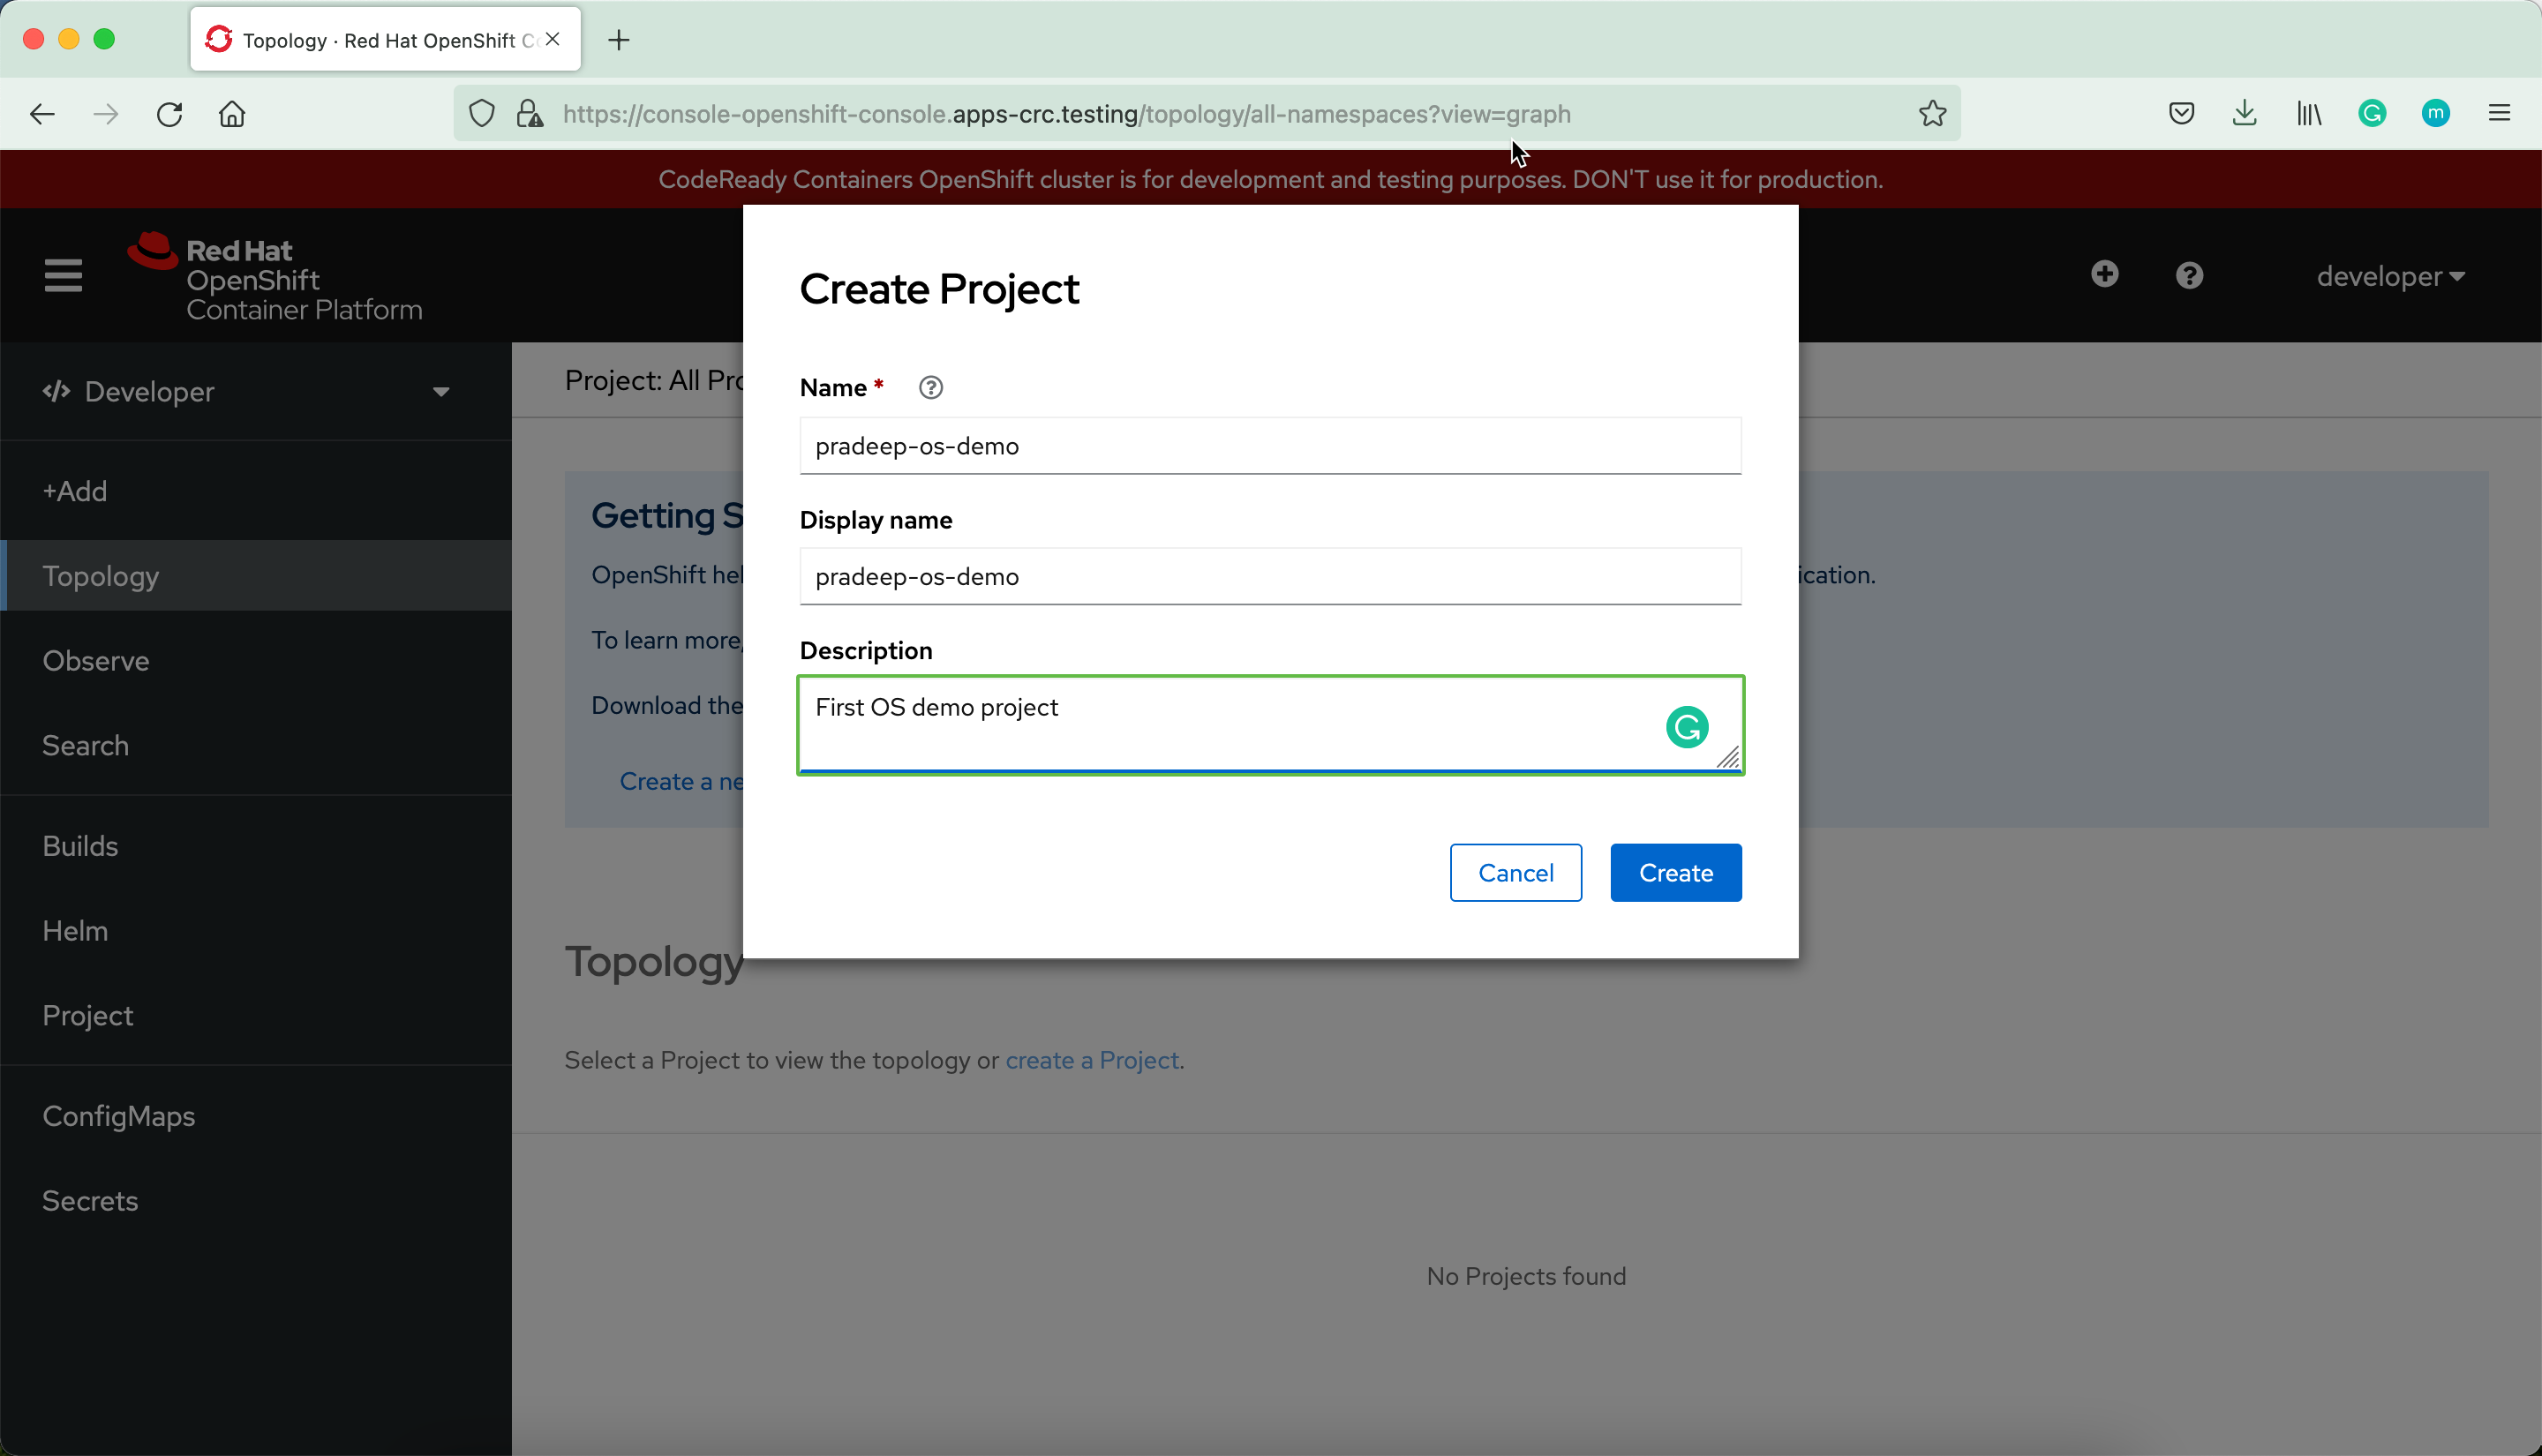 Topology · Red Hat OpenShift C
https://console-openshift-console.apps-crc.testing/topology/all-namespaces?view=graph
m
CodeReady Containers OpenShift cluster is for development and testing purposes. DON'T use it for production.
Red Hat
OpenShift
Container Platform
developer
Developer
+Add
Topology
Observe
Search
Builds
Helm
Project
ConfigMaps
Secrets
Project: All Pro
Getting S
OpenShift hel
ication.
To learn more,
Download the
Create a ne
Create Project
Name *
pradeep-os-demo
Display name
pradeep-os-demo
Description
First OS demo project
Cancel
Create
Topology
Select a Project to view the topology or create a Project.
No Projects found